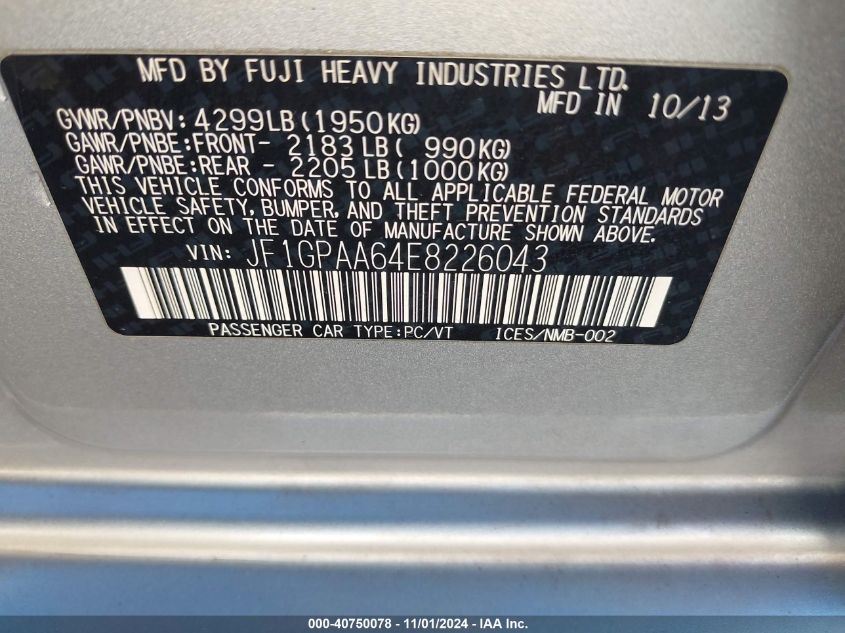 MFD BY FUJI HEAVY INDUSTRIES LTD.
MFD IN 10/13
GVWR/PNBV: 4299LB(1950KG)
GAWR/PNBE:FRONT- 2183LB( 990KG)
GAWR/PNBE:REAR - 2205LB(1000KG)
THIS VEHICLE CONFORMS TO ALL APPLICABLE FEDERAL MOTOR
VEHICLE SAFETY, BUMPER, AND THEFT PREVENTION STANDARDS
IN EFFECT ON THE DATE OF MANUFACTURE SHOWN ABOVE.
VIN: JF1GPAA64E8226043
PASSENGER CAR TYPE:PC/VT ICES/NMB-002
000-40750078 - 11/01/2024 - IAA Inc.